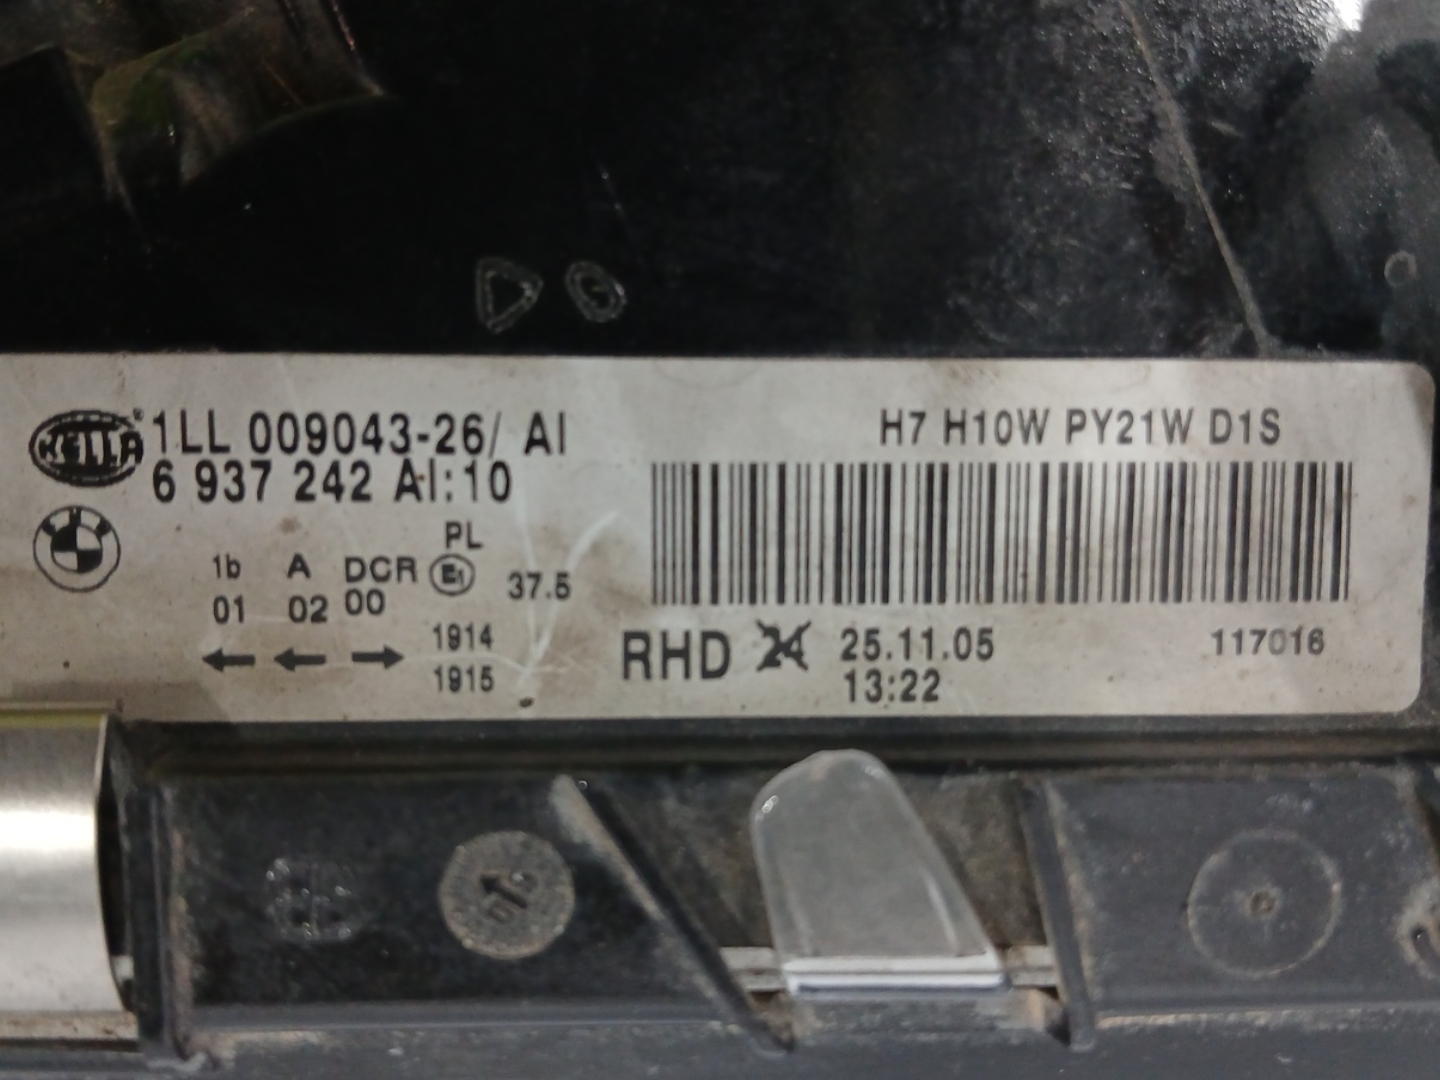 HELLA
1LL 009043-26/ AI
H7 H10W PY21W D1S
6 937 242 AI:10
PL
1b A DCR E1 37.5
01 02 00
1914
1915
RHD 24 25.11.05
13:22
117016